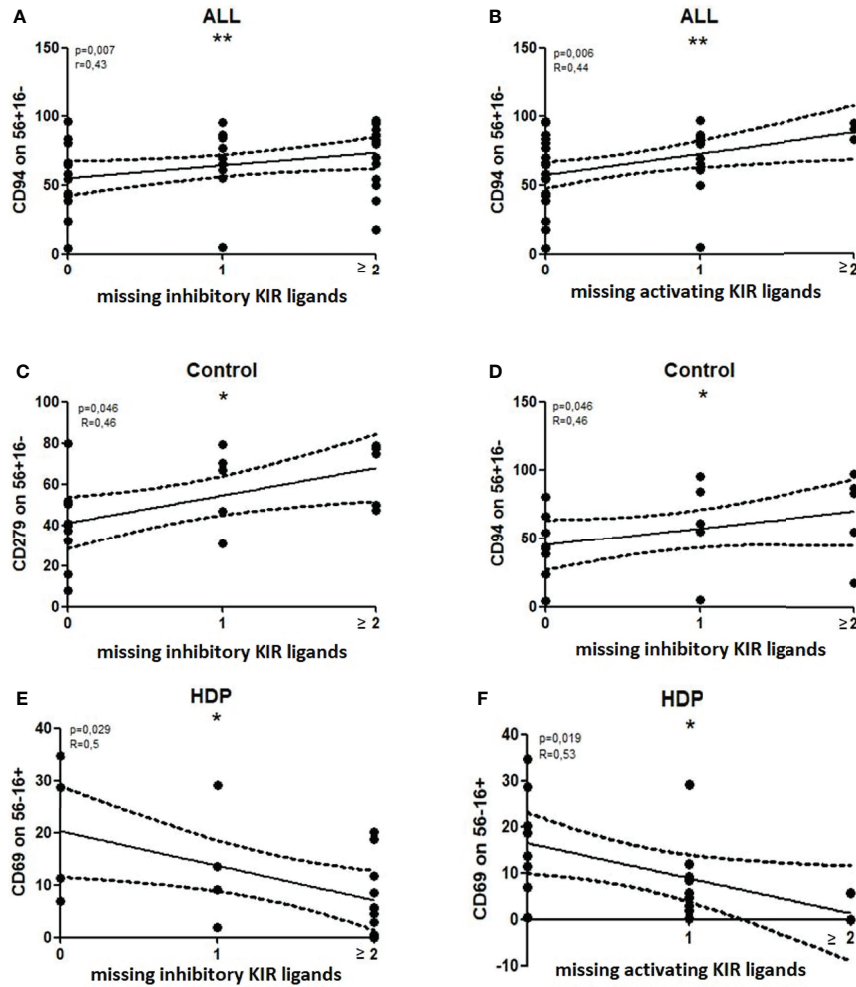 A
ALL
**
p=0,007
r=0,43
CD94 on 56+16-
150
100
50
0
0
1
≥ 2
missing inhibitory KIR ligands
B
ALL
**
p=0,006
R=0,44
CD94 on 56+16-
150
100
50
0
0
1
≥ 2
missing activating KIR ligands
C
Control
*
p=0,046
R=0,46
CD279 on 56+16-
100
80
60
40
20
0
0
1
≥ 2
missing inhibitory KIR ligands
D
Control
*
p=0,046
R=0,46
CD94 on 56+16-
150
100
50
0
0
1
≥ 2
missing activating KIR ligands
E
HDP
*
p=0,029
R=0,5
CD69 on 56-16+
40
30
20
10
0
0
1
≥ 2
missing inhibitory KIR ligands
F
HDP
*
p=0,019
R=0,53
CD69 on 56-16+
40
30
20
10
0
-10
1
≥ 2
missing activating KIR ligands